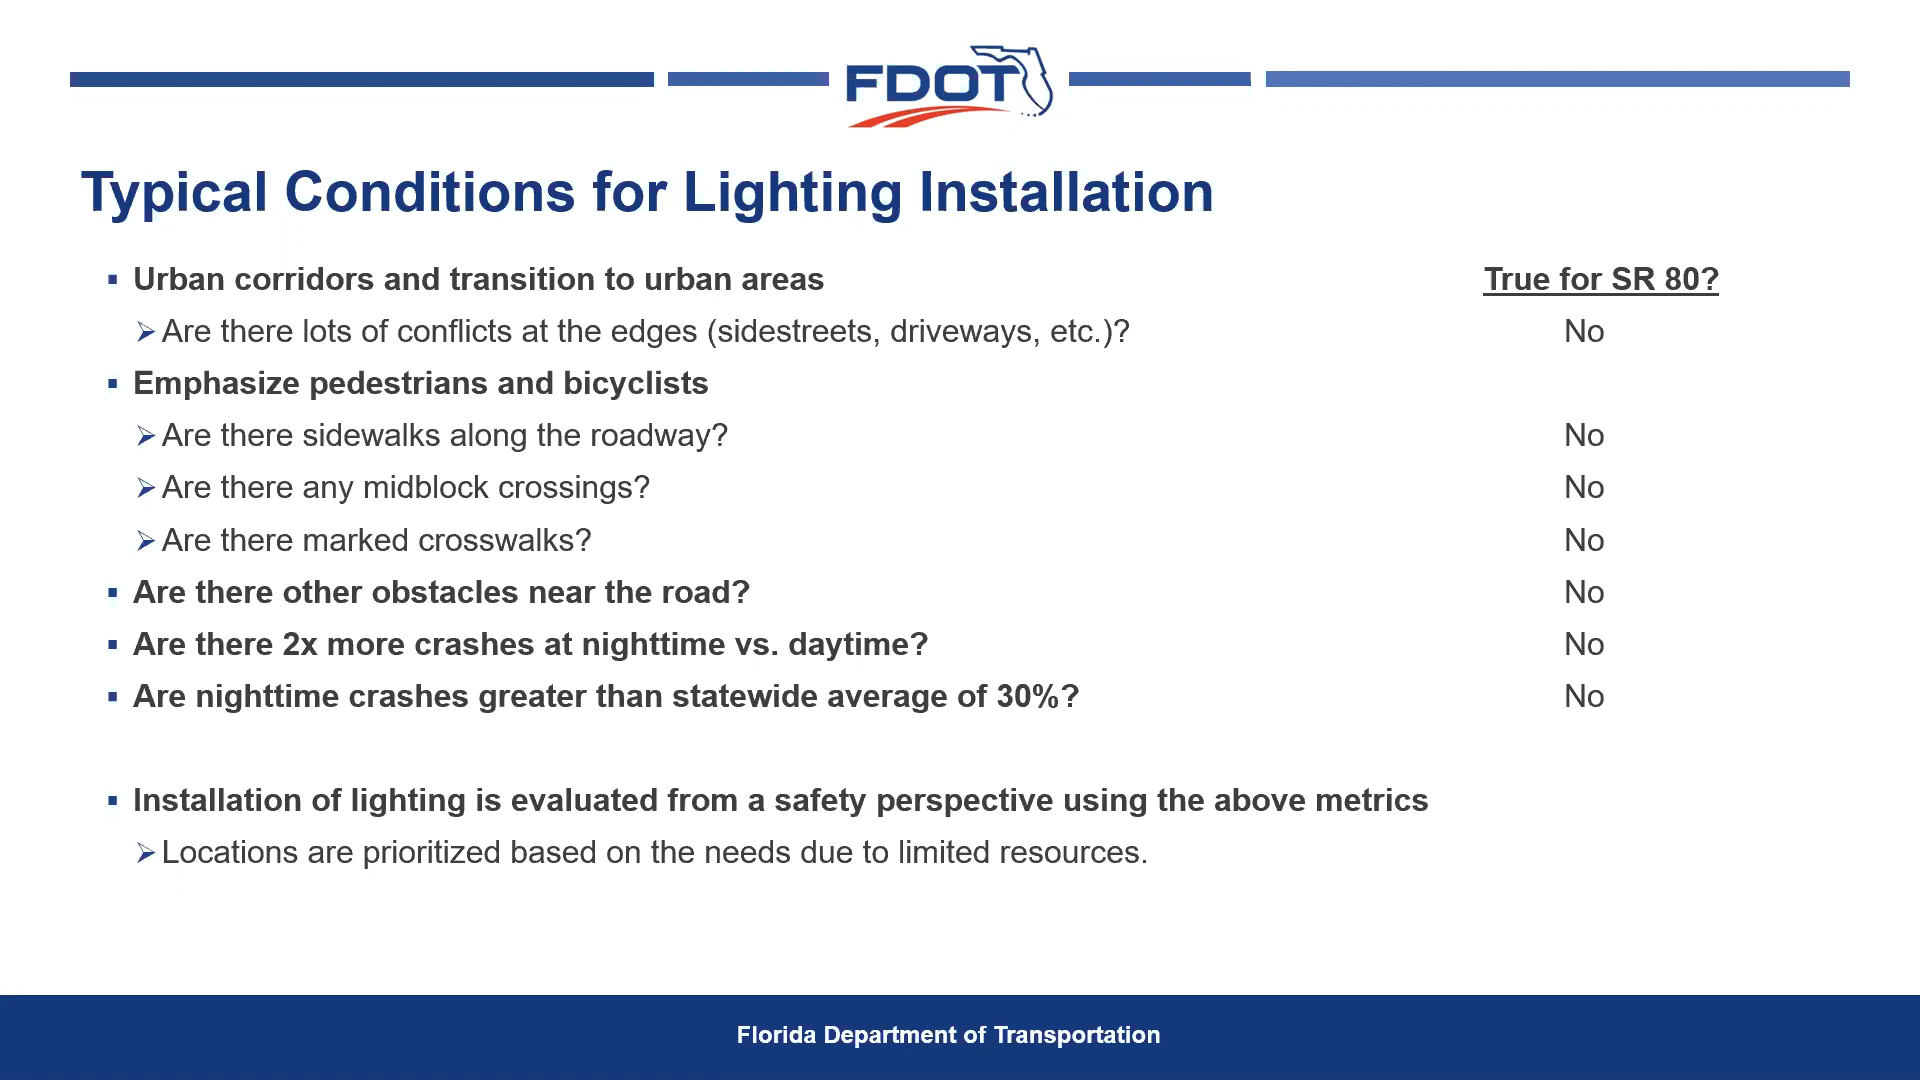 FDOT
Typical Conditions for Lighting Installation
▪ Urban corridors and transition to urban areas True for SR 80?
➢ Are there lots of conflicts at the edges (sidestreets, driveways, etc.)? No
▪ Emphasize pedestrians and bicyclists
➢ Are there sidewalks along the roadway? No
➢ Are there any midblock crossings? No
➢ Are there marked crosswalks? No
▪ Are there other obstacles near the road? No
▪ Are there 2x more crashes at nighttime vs. daytime? No
▪ Are nighttime crashes greater than statewide average of 30%? No
▪ Installation of lighting is evaluated from a safety perspective using the above metrics
➢ Locations are prioritized based on the needs due to limited resources.
Florida Department of Transportation